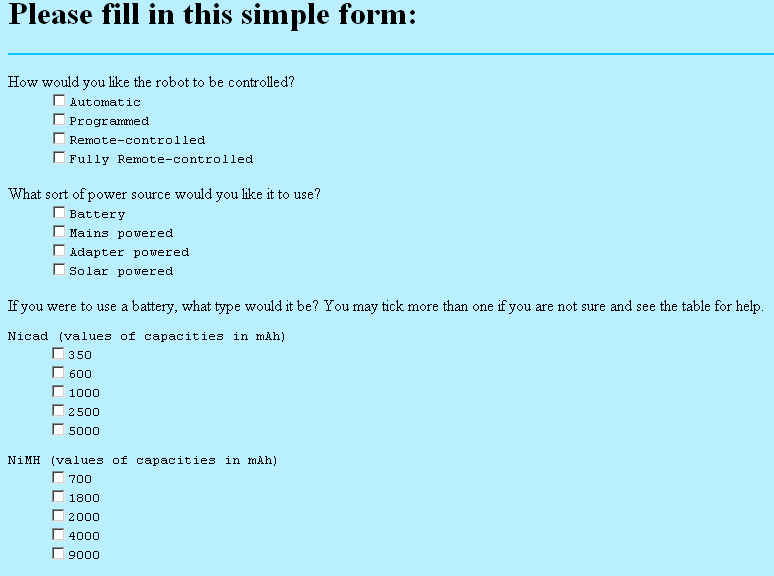 Please fill in this simple form:
How would you like the robot to be controlled?
Automatic
Programmed
Remote-controlled
Fully Remote-controlled
What sort of power source would you like it to use?
Battery
Mains powered
Adapter powered
Solar powered
If you were to use a battery, what type would it be? You may tick more than one if you are not sure and see the table for help.
Nicad (values of capacities in mAh)
350
600
1000
2500
5000
NiMH (values of capacities in mAh)
700
1800
2000
4000
9000